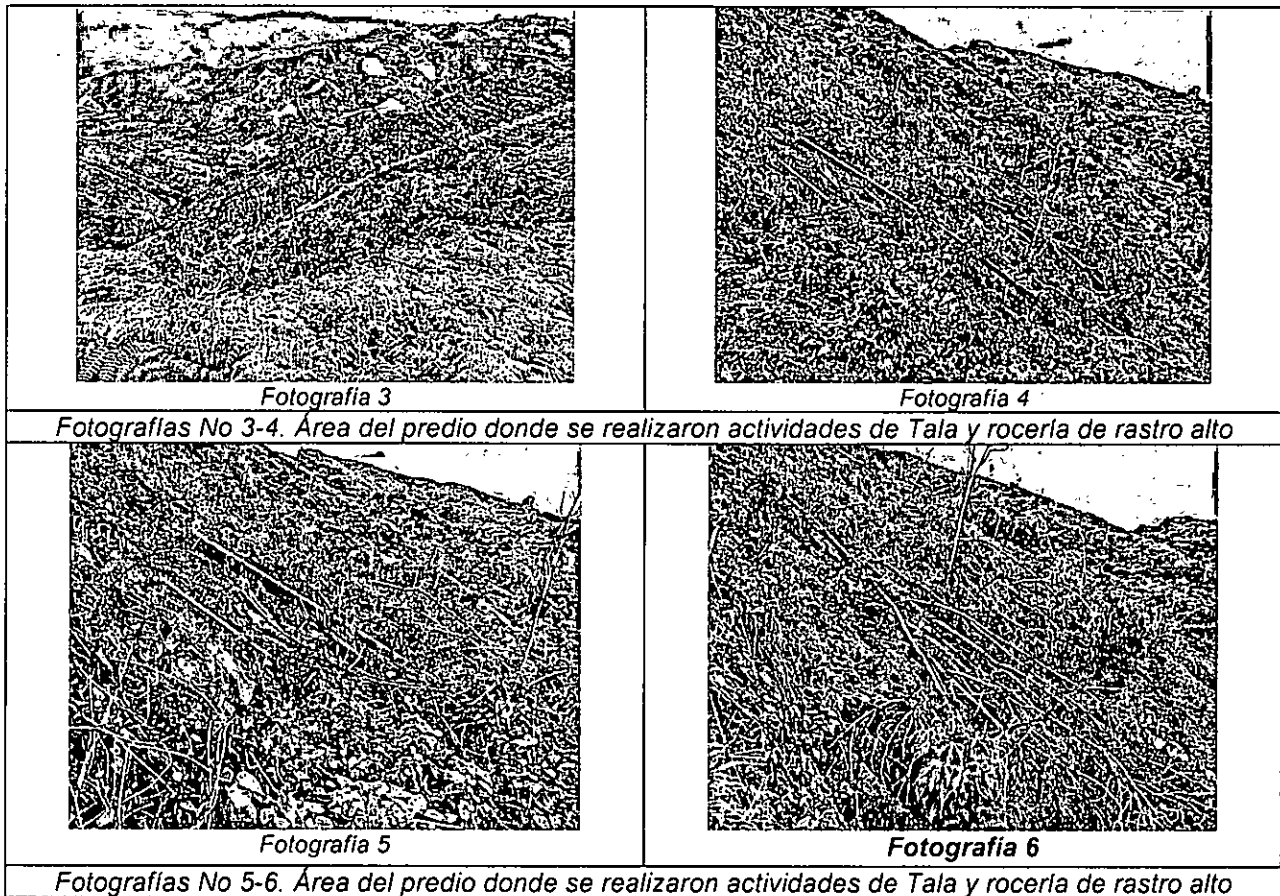 Fotografía 3
Fotografía 4
Fotografías No 3-4. Área del predio donde se realizaron actividades de Tala y rocería de rastro alto
Fotografía 5
Fotografía 6
Fotografías No 5-6. Área del predio donde se realizaron actividades de Tala y rocería de rastro alto